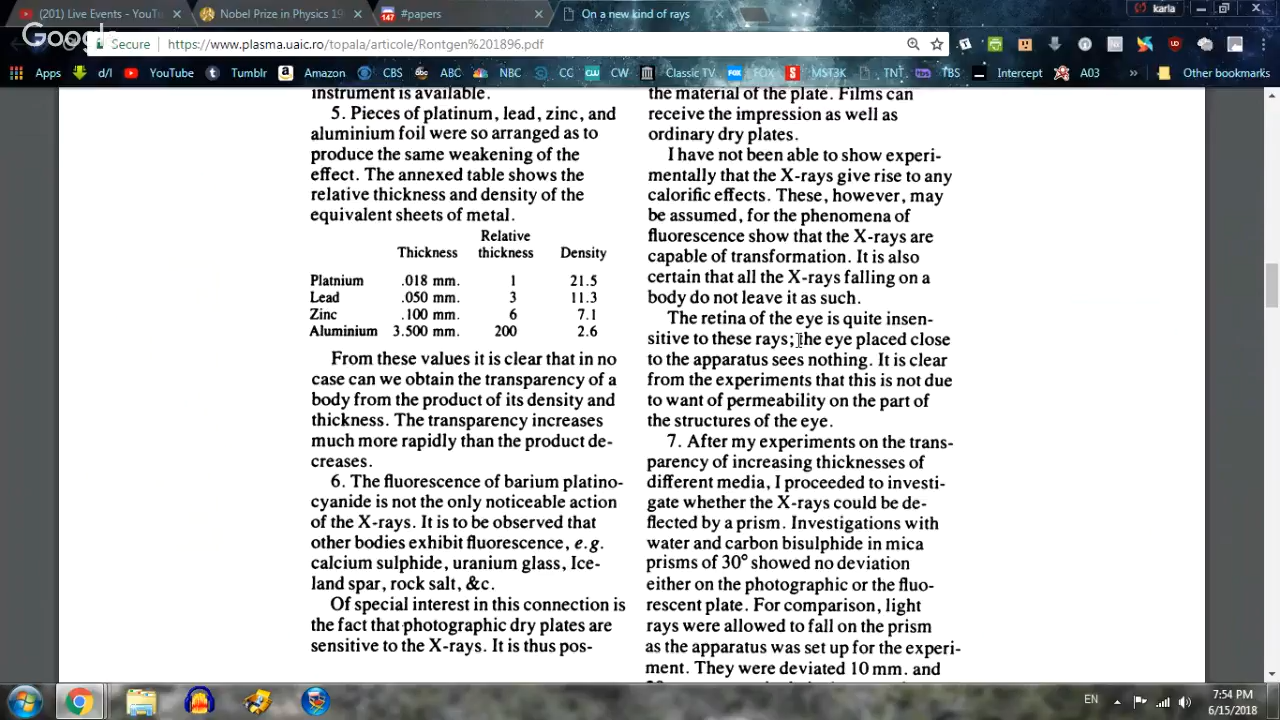 (201) Live Events - YouT
Nobel Prize in Physics 19
147
#papers
On a new kind of rays
karla
Google
Secure
https://www.plasma.uaic.ro/topala/articole/Rontgen%201896.pdf
Apps
d/l
YouTube
Tumblr
Amazon
CBS
ABC
NBC
CC
CW
Classic TV
FOX
MST3K
TNT
TBS
Intercept
A03
»
Other bookmarks
instrument is available.
5. Pieces of platinum, lead, zinc, and
aluminium foil were so arranged as to
produce the same weakening of the
effect. The annexed table shows the
relative thickness and density of the
equivalent sheets of metal.
Relative
Thickness thickness Density
Platnium .018 mm. 1 21.5
Lead .050 mm. 3 11.3
Zinc .100 mm. 6 7.1
Aluminium 3.500 mm. 200 2.6
From these values it is clear that in no
case can we obtain the transparency of a
body from the product of its density and
thickness. The transparency increases
much more rapidly than the product de-
creases.
6. The fluorescence of barium platino-
cyanide is not the only noticeable action
of the X-rays. It is to be observed that
other bodies exhibit fluorescence, e.g.
calcium sulphide, uranium glass, Ice-
land spar, rock salt, &c.
Of special interest in this connection is
the fact that photographic dry plates are
sensitive to the X-rays. It is thus pos-
the material of the plate. Films can
receive the impression as well as
ordinary dry plates.
I have not been able to show experi-
mentally that the X-rays give rise to any
calorific effects. These, however, may
be assumed, for the phenomena of
fluorescence show that the X-rays are
capable of transformation. It is also
certain that all the X-rays falling on a
body do not leave it as such.
The retina of the eye is quite insen-
sitive to these rays; the eye placed close
to the apparatus sees nothing. It is clear
from the experiments that this is not due
to want of permeability on the part of
the structures of the eye.
7. After my experiments on the trans-
parency of increasing thicknesses of
different media, I proceeded to investi-
gate whether the X-rays could be de-
flected by a prism. Investigations with
water and carbon bisulphide in mica
prisms of 30° showed no deviation
either on the photographic or the fluo-
rescent plate. For comparison, light
rays were allowed to fall on the prism
as the apparatus was set up for the experi-
ment. They were deviated 10 mm. and
EN
7:54 PM
6/15/2018